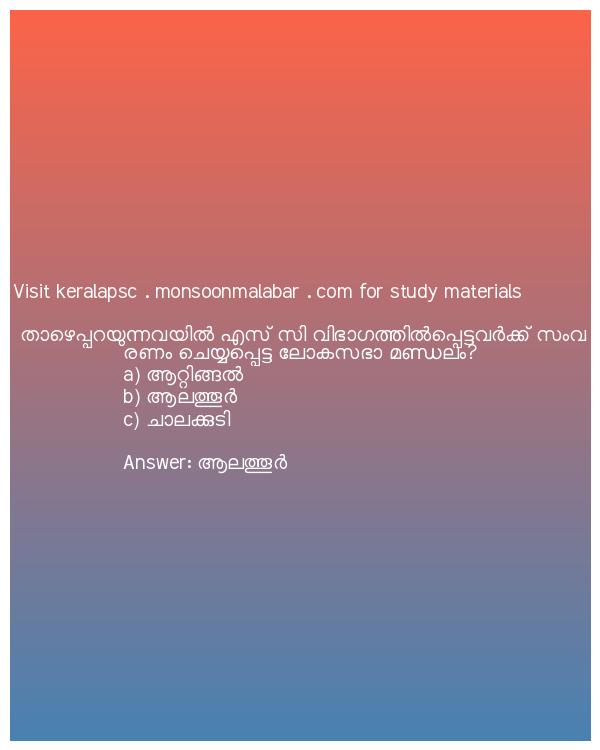 Visit keralapsc . monsoonmalabar . com for study materials
താഴെപ്പറയുന്നവയിൽ എസ് സി വിഭാഗത്തിൽപ്പെട്ടവർക്ക് സംവ
രണം ചെയ്യപ്പെട്ട ലോകസഭാ മണ്ഡലം?
a) ആറ്റിങ്ങൽ
b) ആലത്തൂർ
c) ചാലക്കുടി
Answer: ആലത്തൂർ